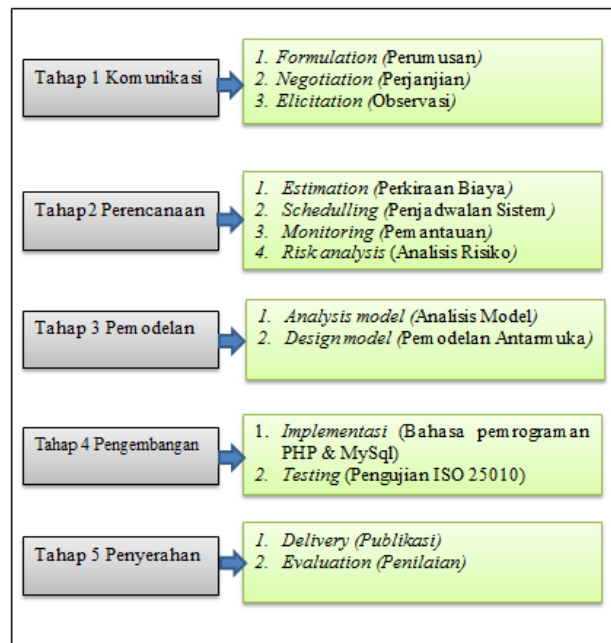 Tahap 1 Komunikasi
1. Formulation (Perumusan)
2. Negotiation (Perjanjian)
3. Elicitation (Observasi)
Tahap2 Perencanaan
1. Estimation (Perkiraan Biaya)
2. Schedulling (Penjadwalan Sistem)
3. Monitoring (Pemantauan)
4. Risk analysis (Analisis Risiko)
Tahap 3 Pemodelan
1. Analysis model (Analisis Model)
2. Design model (Pemodelan Antarmuka)
Tahap 4 Pengembangan
1. Implementasi (Bahasa pemrograman
PHP & MySql)
2. Testing (Pengujian ISO 25010)
Tahap 5 Penyerahan
1. Delivery (Publikasi)
2. Evaluation (Penilaian)